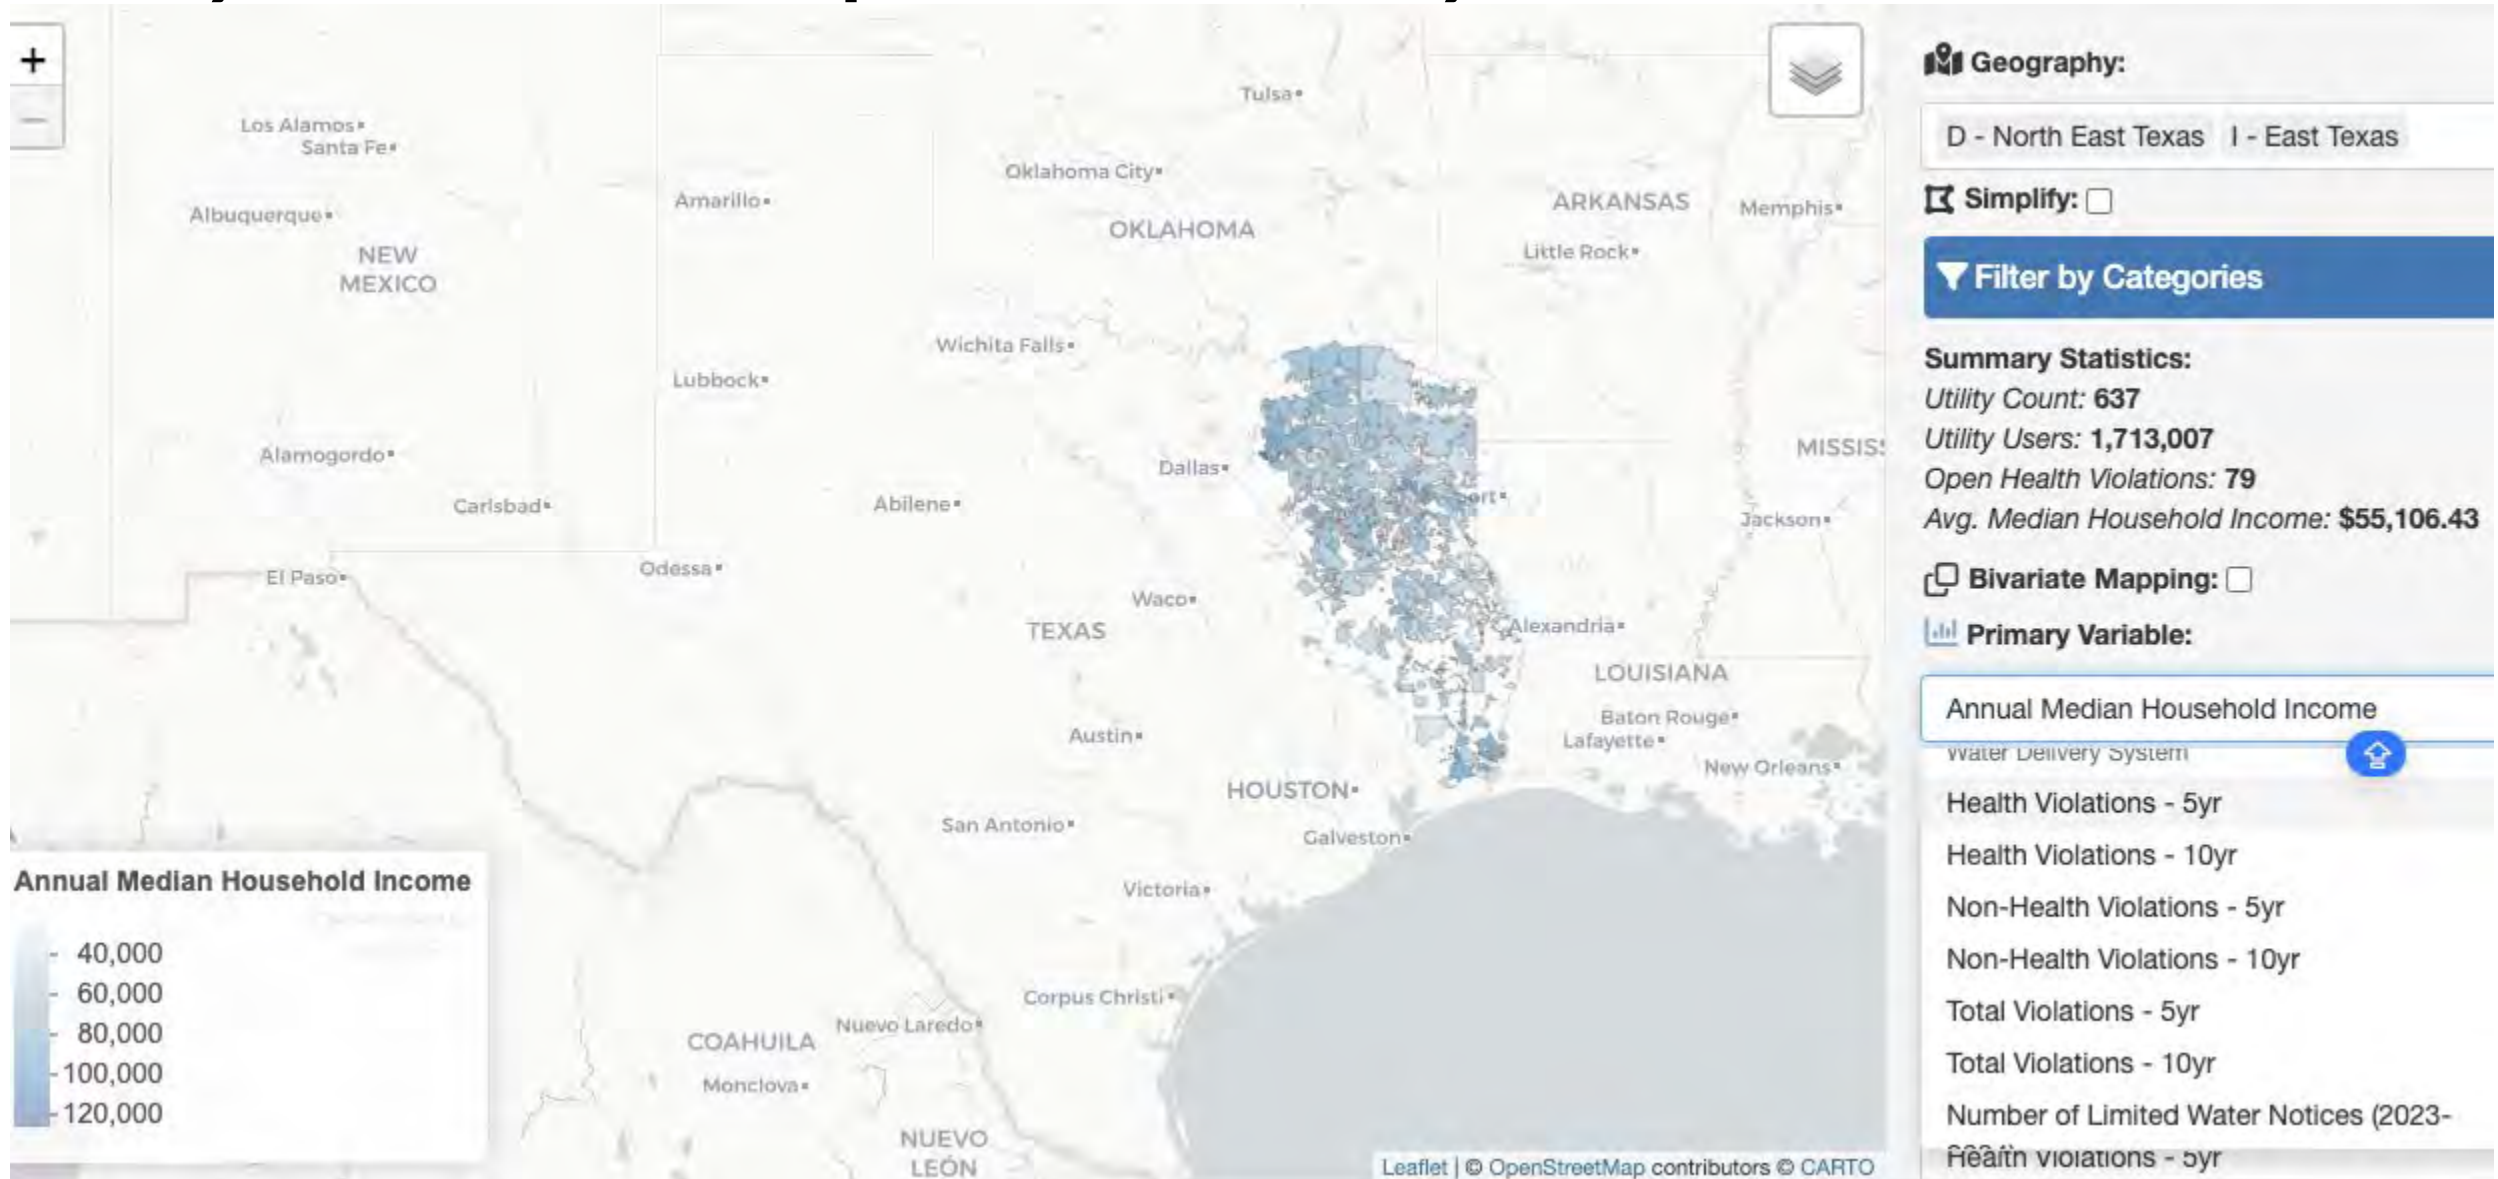 +
−
Tulsa
Los Alamos
Santa Fe
Oklahoma City
Amarillo
ARKANSAS
Memphis
Albuquerque
OKLAHOMA
Little Rock
NEW
MEXICO
Wichita Falls
Lubbock
Alamogordo
Dallas
MISSIS
Carlsbad
Abilene
ort
Jackson
El Paso
Odessa
Waco
TEXAS
Alexandria
LOUISIANA
Baton Rouge
Austin
Lafayette
New Orleans
HOUSTON
San Antonio
Galveston
Victoria
Corpus Christi
Nuevo Laredo
COAHUILA
Monclova
NUEVO
LEÓN
Annual Median Household Income
40,000
60,000
80,000
100,000
120,000
Leaflet | © OpenStreetMap contributors © CARTO
Geography:
D - North East Texas I - East Texas
Simplify:
Filter by Categories
Summary Statistics:
Utility Count: 637
Utility Users: 1,713,007
Open Health Violations: 79
Avg. Median Household Income: $55,106.43
Bivariate Mapping:
Primary Variable:
Annual Median Household Income
Water Delivery System
Health Violations - 5yr
Health Violations - 10yr
Non-Health Violations - 5yr
Non-Health Violations - 10yr
Total Violations - 5yr
Total Violations - 10yr
Number of Limited Water Notices (2023-
Health Violations - 5yr